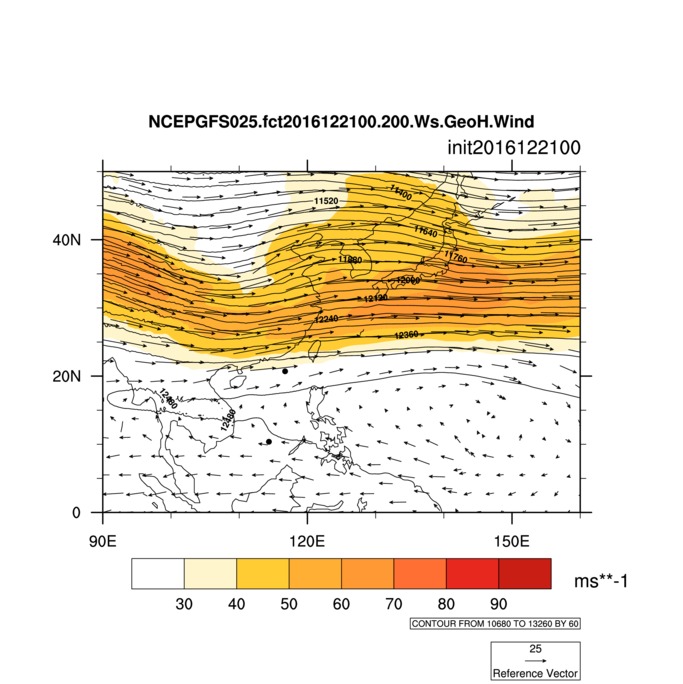 NCEPGFS025.fct2016122100.200.Ws.GeoH.Wind
init2016122100
11400
11520
11640
11760
11880
12000
12120
12240
12360
12480
12480
40N
20N
0
90E 120E 150E
30 40 50 60 70 80 90
ms**-1
CONTOUR FROM 10680 TO 13260 BY 60
25
Reference Vector